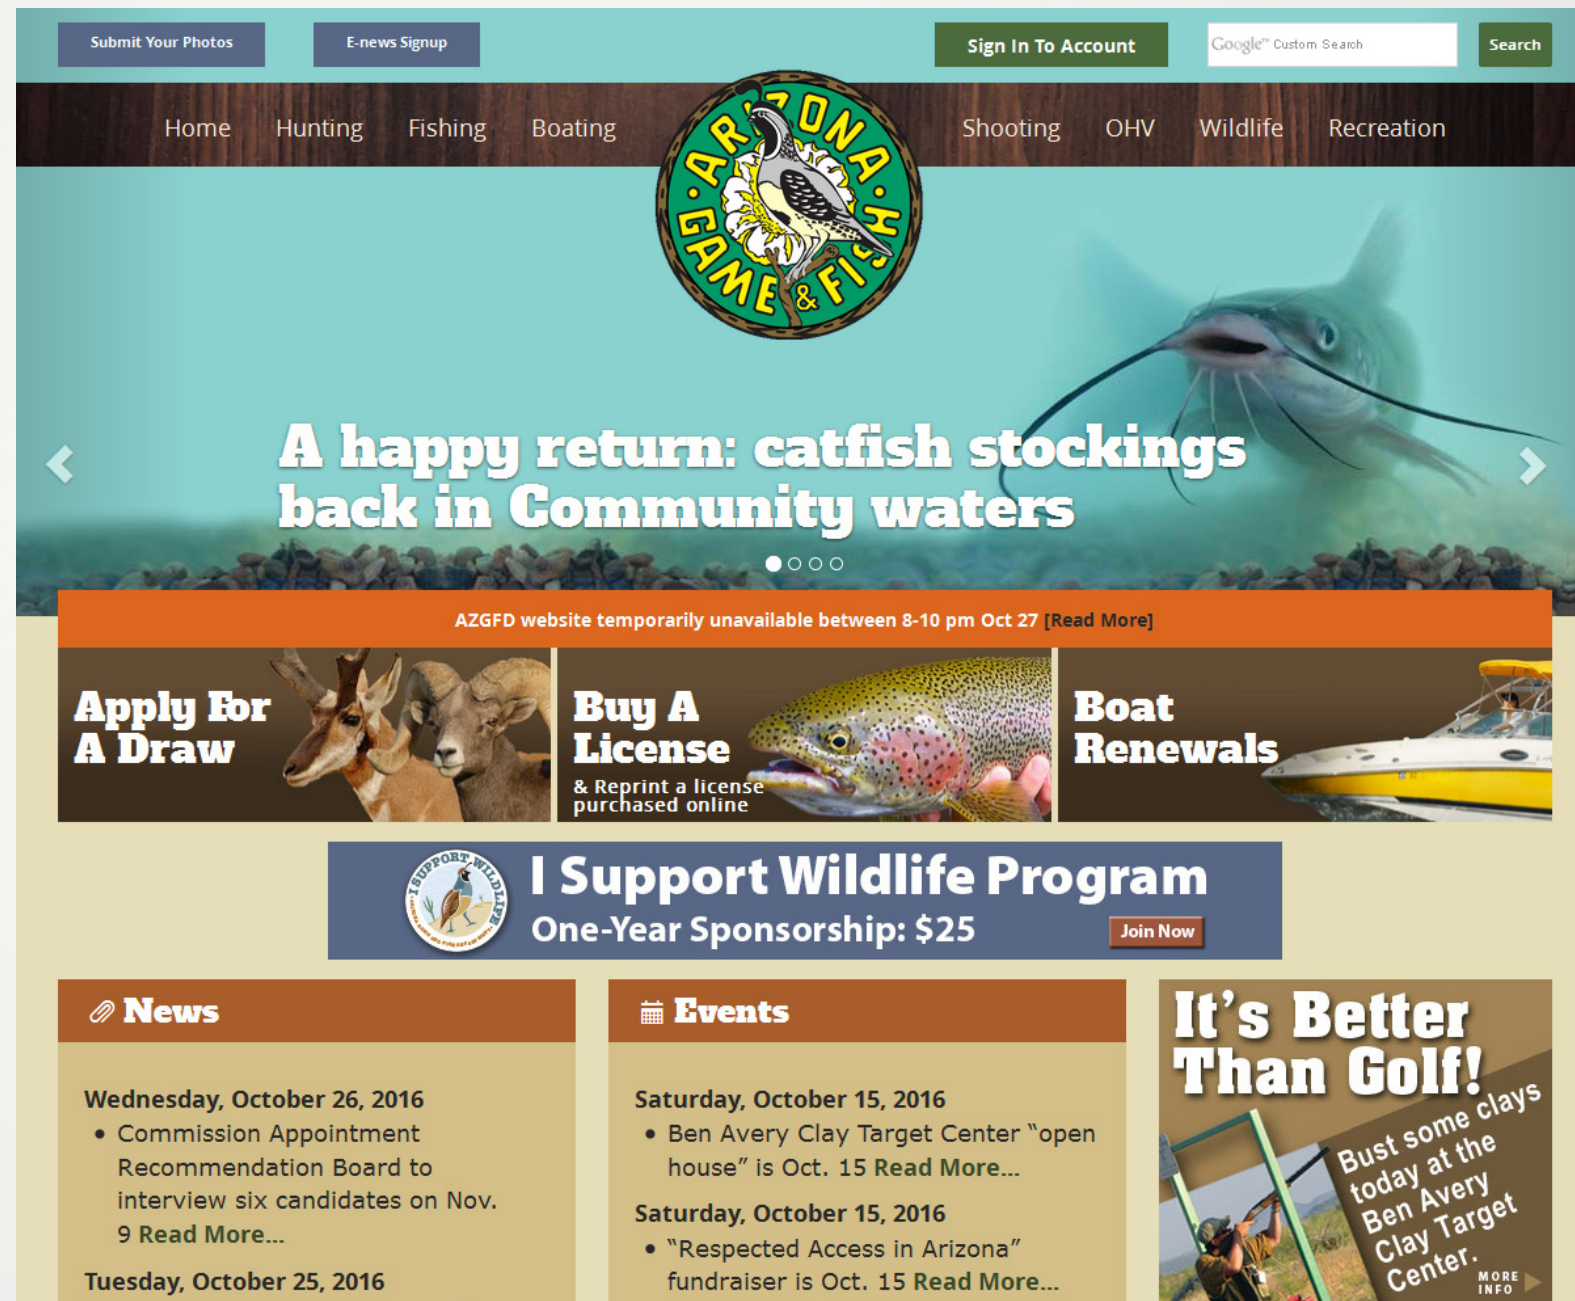 Submit Your Photos
E-news Signup
Sign In To Account
Google™ Custom Search
Search
Home
Hunting
Fishing
Boating
ARIZONA
GAME & FISH
Shooting
OHV
Wildlife
Recreation
A happy return: catfish stockings
back in Community waters
AZGFD website temporarily unavailable between 8-10 pm Oct 27 [Read More]
Apply For
A Draw
Buy A
License
& Reprint a license
purchased online
Boat
Renewals
I SUPPORT WILDLIFE
I Support Wildlife Program
One-Year Sponsorship: $25
Join Now
News
Wednesday, October 26, 2016
• Commission Appointment
Recommendation Board to
interview six candidates on Nov.
9 Read More...
Tuesday, October 25, 2016
Events
Saturday, October 15, 2016
• Ben Avery Clay Target Center “open
house” is Oct. 15 Read More...
Saturday, October 15, 2016
• “Respected Access in Arizona”
fundraiser is Oct. 15 Read More...
It's Better
Than Golf!
Bust some clays
today at the
Ben Avery
Clay Target
Center.
MORE
INFO